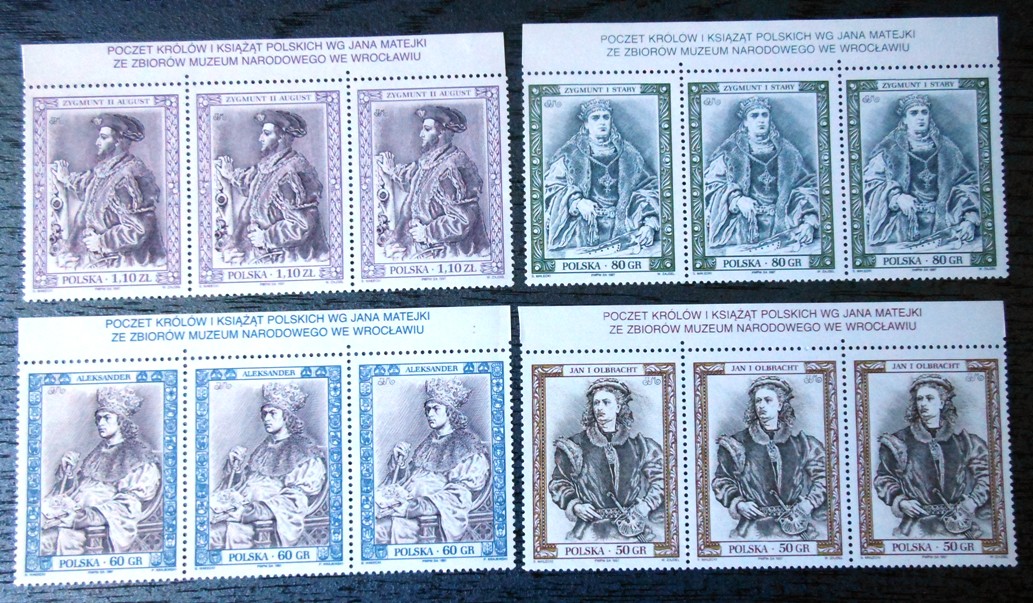 POCZET KRÓLÓW I KSIĄŻĄT POLSKICH WG JANA MATEJKI
ZE ZBIORÓW MUZEUM NARODOWEGO WE WROCŁAWIU
ZYGMUNT II AUGUST
ZYGMUNT II AUGUST
ZYGMUNT II AUGUST
POLSKA · 1,10 ZŁ
POLSKA · 1,10 ZŁ
POLSKA · 1,10 ZŁ
POCZET KRÓLÓW I KSIĄŻĄT POLSKICH WG JANA MATEJKI
ZE ZBIORÓW MUZEUM NARODOWEGO WE WROCŁAWIU
ZYGMUNT I STARY
ZYGMUNT I STARY
ZYGMUNT I STARY
POLSKA · 80 GR
POLSKA · 80 GR
POLSKA · 80 GR
POCZET KRÓLÓW I KSIĄŻĄT POLSKICH WG JANA MATEJKI
ZE ZBIORÓW MUZEUM NARODOWEGO WE WROCŁAWIU
ALEKSANDER
ALEKSANDER
ALEKSANDER
POLSKA · 60 GR
POLSKA · 60 GR
POLSKA · 60 GR
POCZET KRÓLÓW I KSIĄŻĄT POLSKICH WG JANA MATEJKI
ZE ZBIORÓW MUZEUM NARODOWEGO WE WROCŁAWIU
JAN I OLBRACHT
JAN I OLBRACHT
JAN I OLBRACHT
POLSKA · 50 GR
POLSKA · 50 GR
POLSKA · 50 GR